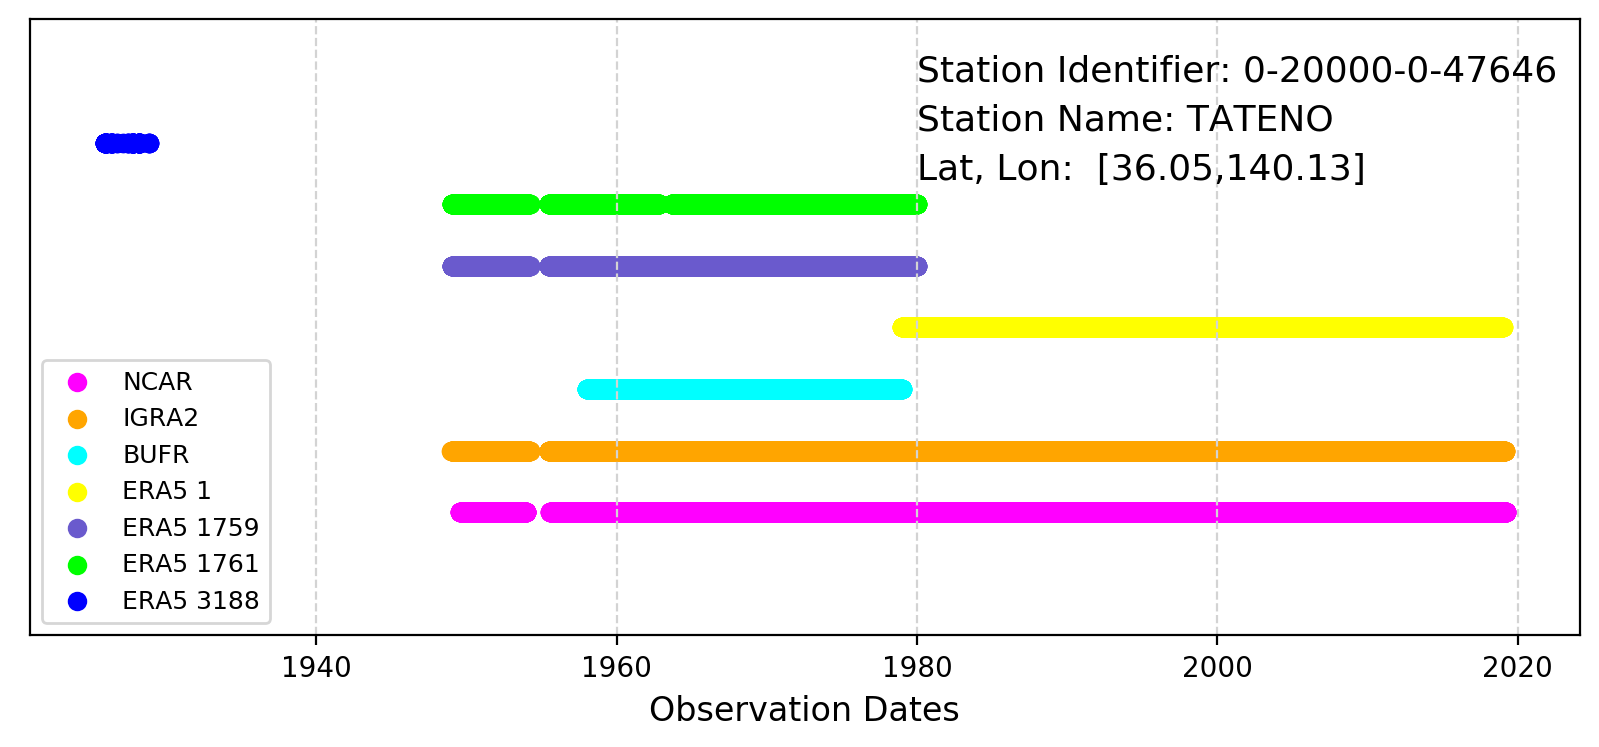 Station Identifier: 0-20000-0-47646
Station Name: TATENO
Lat, Lon:  [36.05,140.13]
NCAR
IGRA2
BUFR
ERA5 1
ERA5 1759
ERA5 1761
ERA5 3188
1940 1960 1980 2000 2020
Observation Dates